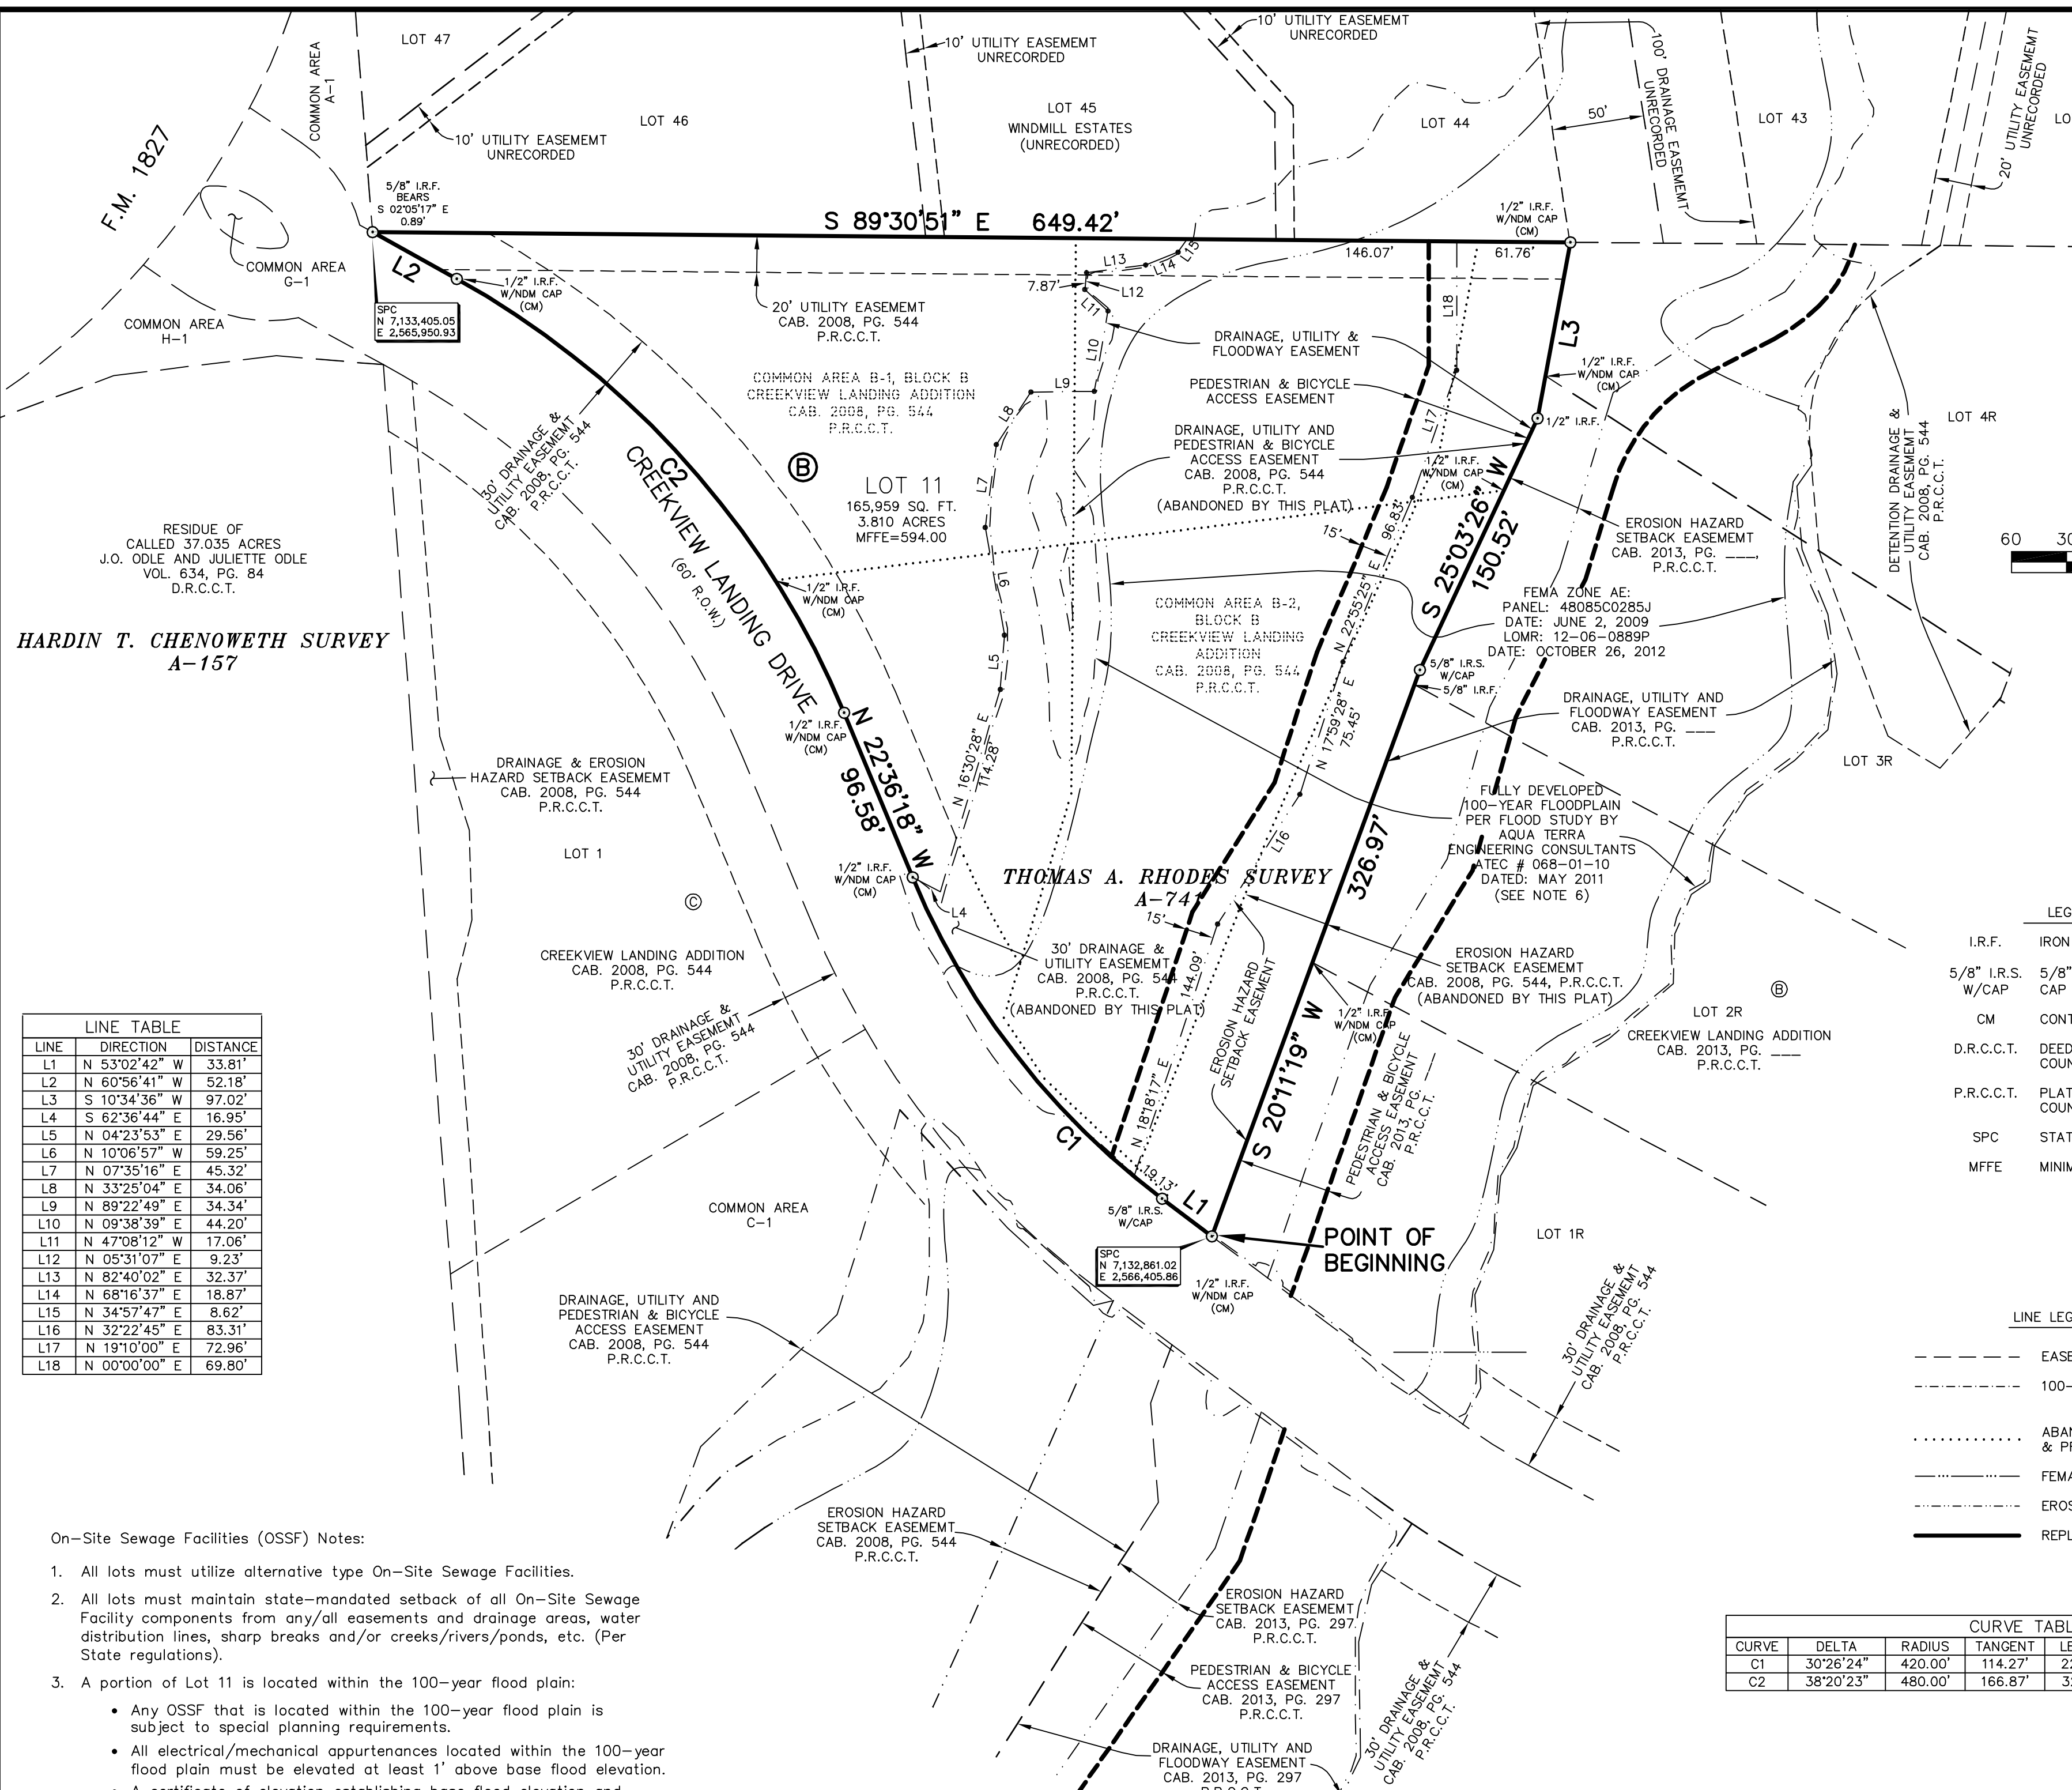 LOT 47
COMMON AREA
A-1
10' UTILITY EASEMEMT
UNRECORDED
10' UTILITY EASEMEMT
UNRECORDED
100' DRAINAGE EASEMEMT
UNRECORDED
20' UTILITY EASEMEMT
UNRECORDED
F.M. 1827
10' UTILITY EASEMEMT
UNRECORDED
LOT 46
LOT 45
WINDMILL ESTATES
(UNRECORDED)
LOT 44
50'
LOT 43
5/8" I.R.F.
BEARS
S 02°05'17" E
0.89'
S 89°30'51" E 649.42'
1/2" I.R.F.
W/NDM CAP
(CM)
146.07'
61.76'
COMMON AREA
G-1
COMMON AREA
H-1
L2
1/2" I.R.F.
W/NDM CAP
(CM)
SPC
N 7,133,405.05
E 2,565,950.93
20' UTILITY EASEMEMT
CAB. 2008, PG. 544
P.R.C.C.T.
L13
L14
L15
7.87'
L12
L11
L10
L9
L8
L7
L6
L5
L18
L17
L3
DRAINAGE, UTILITY &
FLOODWAY EASEMENT
PEDESTRIAN & BICYCLE
ACCESS EASEMENT
DRAINAGE, UTILITY AND
PEDESTRIAN & BICYCLE
ACCESS EASEMENT
CAB. 2008, PG. 544
P.R.C.C.T.
(ABANDONED BY THIS PLAT)
1/2" I.R.F.
W/NDM CAP
(CM)
1/2" I.R.F.
1/2" I.R.F.
W/NDM CAP
(CM)
COMMON AREA B-1, BLOCK B
CREEKVIEW LANDING ADDITION
CAB. 2008, PG. 544
P.R.C.C.T.
B
LOT 11
165,959 SQ. FT.
3.810 ACRES
MFFE=594.00
30' DRAINAGE &
UTILITY EASEMEMT
CAB. 2008, PG. 544
P.R.C.C.T.
C2
CREEKVIEW LANDING DRIVE
(60' R.O.W.)
RESIDUE OF
CALLED 37.035 ACRES
J.O. ODLE AND JULIETTE ODLE
VOL. 634, PG. 84
D.R.C.C.T.
HARDIN T. CHENOWETH SURVEY
A-157
1/2" I.R.F.
W/NDM CAP
(CM)
COMMON AREA B-2,
BLOCK B
CREEKVIEW LANDING
ADDITION
CAB. 2008, PG. 544
P.R.C.C.T.
15'
96.83'
N 22°55'25" E
N 17°59'28" E
75.45'
S 25°03'26" W
150.52'
EROSION HAZARD
SETBACK EASEMEMT
CAB. 2013, PG. ___,
P.R.C.C.T.
FEMA ZONE AE:
PANEL: 48085C0285J
DATE: JUNE 2, 2009
LOMR: 12-06-0889P
DATE: OCTOBER 26, 2012
DETENTION DRAINAGE &
UTILITY EASEMENT
CAB. 2008, PG. 544
P.R.C.C.T.
LOT 4R
60
5/8" I.R.S.
W/CAP
5/8" I.R.F.
DRAINAGE, UTILITY AND
FLOODWAY EASEMENT
CAB. 2013, PG. ___
P.R.C.C.T.
LOT 3R
1/2" I.R.F.
W/NDM CAP
(CM)
N 22°36'18" W
96.58'
N 16°30'28" E
114.28'
DRAINAGE & EROSION
HAZARD SETBACK EASEMEMT
CAB. 2008, PG. 544
P.R.C.C.T.
LOT 1
C
CREEKVIEW LANDING ADDITION
CAB. 2008, PG. 544
P.R.C.C.T.
1/2" I.R.F.
W/NDM CAP
(CM)
L4
L16
THOMAS A. RHODES SURVEY
A-741
15'
326.97'
FULLY DEVELOPED
100-YEAR FLOODPLAIN
PER FLOOD STUDY BY
AQUA TERRA
ENGINEERING CONSULTANTS
ATEC # 068-01-10
DATED: MAY 2011
(SEE NOTE 6)
30' DRAINAGE &
UTILITY EASEMEMT
CAB. 2008, PG. 544
P.R.C.C.T.
(ABANDONED BY THIS PLAT)
144.09'
EROSION HAZARD
SETBACK EASEMENT
EROSION HAZARD
SETBACK EASEMEMT
CAB. 2008, PG. 544, P.R.C.C.T.
(ABANDONED BY THIS PLAT)
1/2" I.R.F.
W/NDM CAP
(CM)
B
LOT 2R
CREEKVIEW LANDING ADDITION
CAB. 2013, PG. ___
P.R.C.C.T.
I.R.F. IRON
5/8" I.R.S. 5/8"
W/CAP CAP
CM
D.R.C.C.T.
P.R.C.C.T.
SPC
MFFE
30' DRAINAGE &
UTILITY EASEMEMT
CAB. 2008, PG. 544
P.R.C.C.T.
LINE TABLE
LINE DIRECTION DISTANCE
L1 N 53°02'42" W 33.81'
L2 N 60°56'41" W 52.18'
L3 S 10°34'36" W 97.02'
L4 S 62°36'44" E 16.95'
L5 N 04°23'53" E 29.56'
L6 N 10°06'57" W 59.25'
L7 N 07°35'16" E 45.32'
L8 N 33°25'04" E 34.06'
L9 N 89°22'49" E 34.34'
L10 N 09°38'39" E 44.20'
L11 N 47°08'12" W 17.06'
L12 N 05°31'07" E 9.23'
L13 N 82°40'02" E 32.37'
L14 N 68°16'37" E 18.87'
L15 N 34°57'47" E 8.62'
L16 N 32°22'45" E 83.31'
L17 N 19°10'00" E 72.96'
L18 N 00°00'00" E 69.80'
C1
N 18°18'17" E
S 20°11'19" W
PEDESTRIAN & BICYCLE
ACCESS EASEMENT
CAB. 2013, PG. ___
P.R.C.C.T.
19.13'
L1
5/8" I.R.S.
W/CAP
SPC
N 7,132,861.02
E 2,566,405.86
POINT OF
BEGINNING
1/2" I.R.F.
W/NDM CAP
(CM)
COMMON AREA
C-1
LOT 1R
30' DRAINAGE &
UTILITY EASEMEMT
CAB. 2008, PG. 544
P.R.C.C.T.
DRAINAGE, UTILITY AND
PEDESTRIAN & BICYCLE
ACCESS EASEMENT
CAB. 2008, PG. 544
P.R.C.C.T.
LINE
100-
& 
FEMA
EROSION HAZARD
SETBACK EASEMEMT
CAB. 2008, PG. 544
P.R.C.C.T.
EROSION HAZARD
SETBACK EASEMEMT
CAB. 2013, PG. 297
P.R.C.C.T.
PEDESTRIAN & BICYCLE
ACCESS EASEMENT
CAB. 2013, PG. 297
P.R.C.C.T.
DRAINAGE, UTILITY AND
FLOODWAY EASEMENT
CAB. 2013, PG. 297
30' DRAINAGE &
UTILITY EASEMEMT
CAB. 2008, PG. 544
P.R.C.C.T.
CURVE
CURVE DELTA RADIUS TANGENT
C1 30°26'24" 420.00' 114.27'
C2 38°20'23" 480.00' 166.87'
On-Site Sewage Facilities (OSSF) Notes:
1. All lots must utilize alternative type On-Site Sewage Facilities.
2. All lots must maintain state-mandated setback of all On-Site Sewage
Facility components from any/all easements and drainage areas, water
distribution lines, sharp breaks and/or creeks/rivers/ponds, etc. (Per
State regulations).
3. A portion of Lot 11 is located within the 100-year flood plain:
• Any OSSF that is located within the 100-year flood plain is
subject to special planning requirements.
• All electrical/mechanical appurtenances located within the 100-year
flood plain must be elevated at least 1' above base flood elevation.